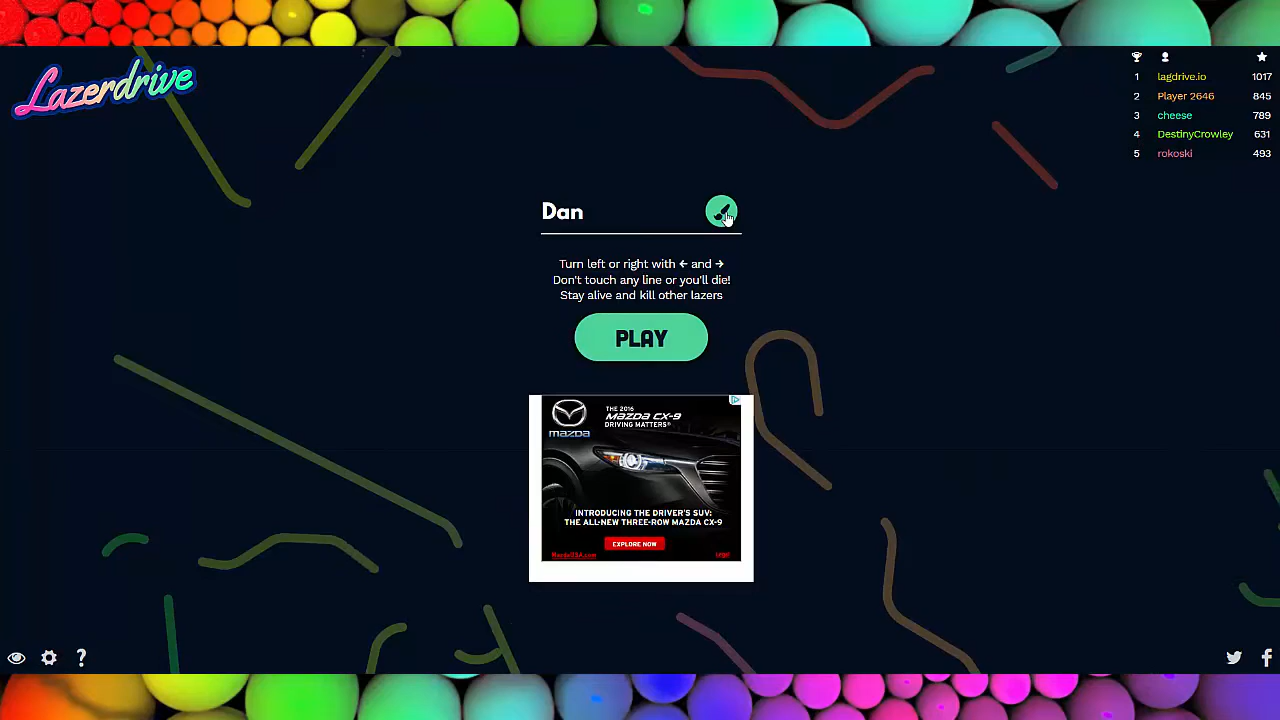 Lazerdrive
1 lagdrive.io 1017
2 Player 2646 845
3 cheese 789
4 DestinyCrowley 631
5 rokoski 493
Dan
Turn left or right with ← and →
Don't touch any line or you'll die!
Stay alive and kill other lazers
PLAY
THE 2016
MAZDA CX-9
DRIVING MATTERS®
mazda
INTRODUCING THE DRIVER'S SUV:
THE ALL-NEW THREE-ROW MAZDA CX-9
EXPLORE NOW
MazdaUSA.com Legal
?